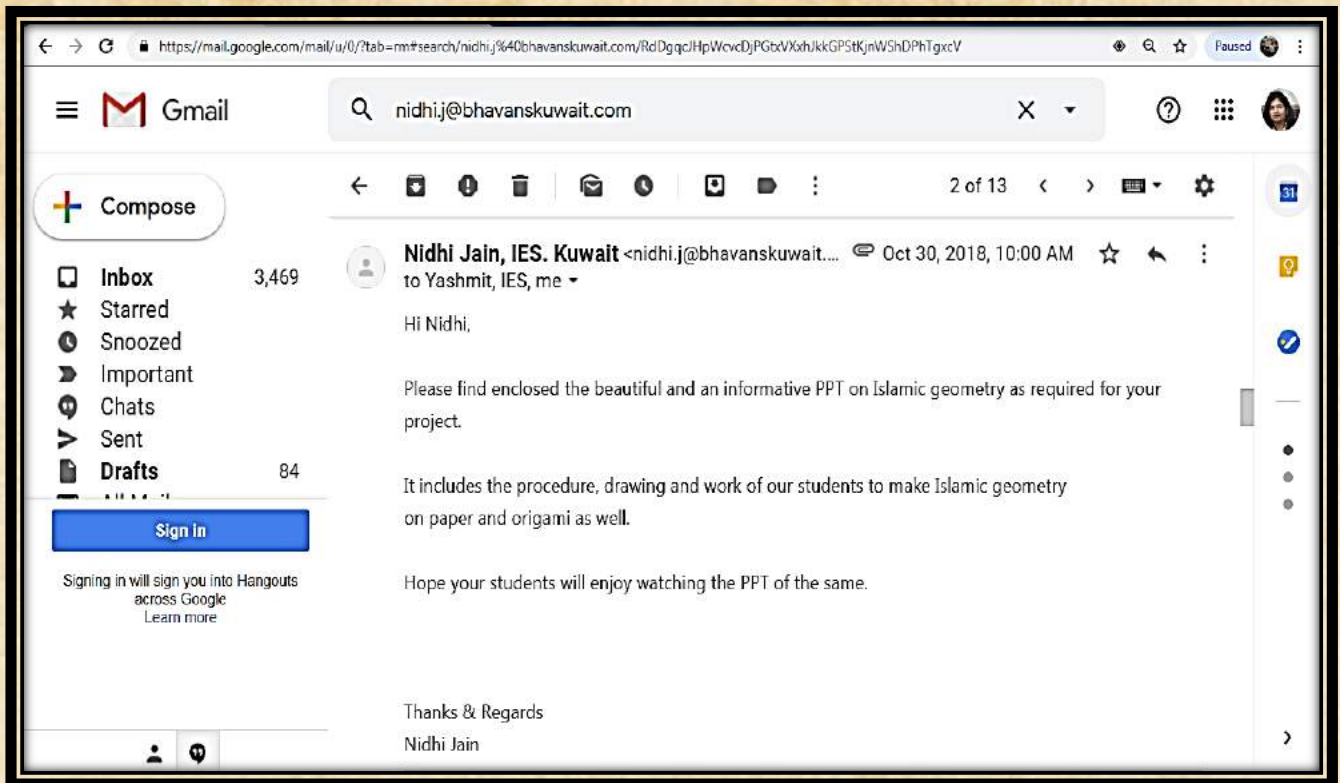 https://mail.google.com/mail/u/0/?tab=rm#search/nidhi.j%40bhavanskuwait.com/RdDgqcJHpWcvcDjPGtxVXxhJkkGPStKjnWShDPhTgxcV
Paused
Gmail
nidhi.j@bhavanskuwait.com
Compose
2 of 13
31
Nidhi Jain, IES. Kuwait <nidhi.j@bhavanskuwait.... Oct 30, 2018, 10:00 AM
to Yashmit, IES, me
Inbox 3,469
Starred
Snoozed
Important
Chats
Sent
Drafts 84
Sign in
Signing in will sign you into Hangouts
across Google
Learn more
Hi Nidhi,
Please find enclosed the beautiful and an informative PPT on Islamic geometry as required for your
project.
It includes the procedure, drawing and work of our students to make Islamic geometry
on paper and origami as well.
Hope your students will enjoy watching the PPT of the same.
Thanks & Regards
Nidhi Jain